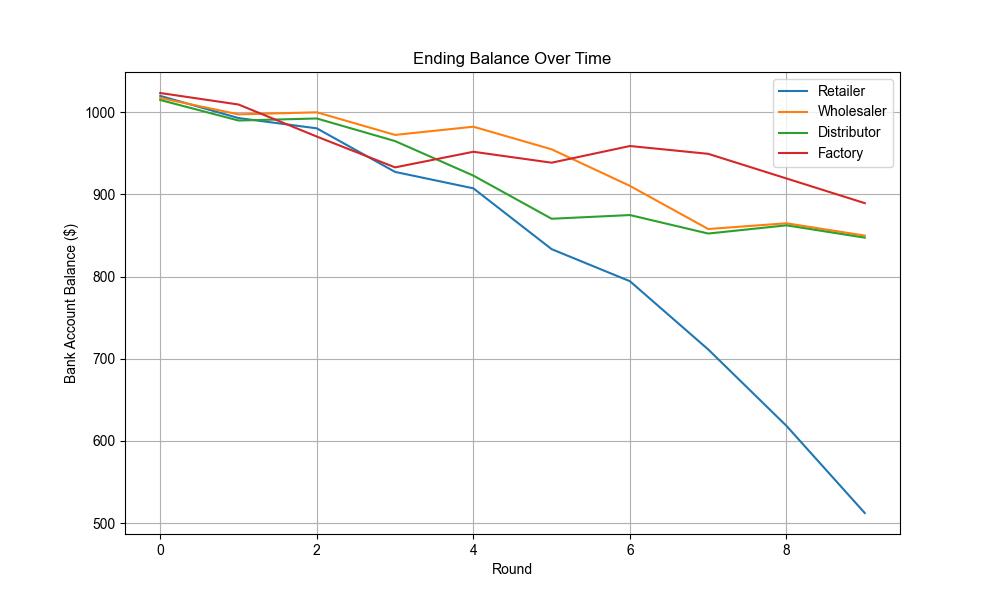 Ending Balance Over Time
Retailer
Wholesaler
Distributor
Factory
Bank Account Balance ($)
1000
900
800
700
600
500
0 2 4 6 8
Round